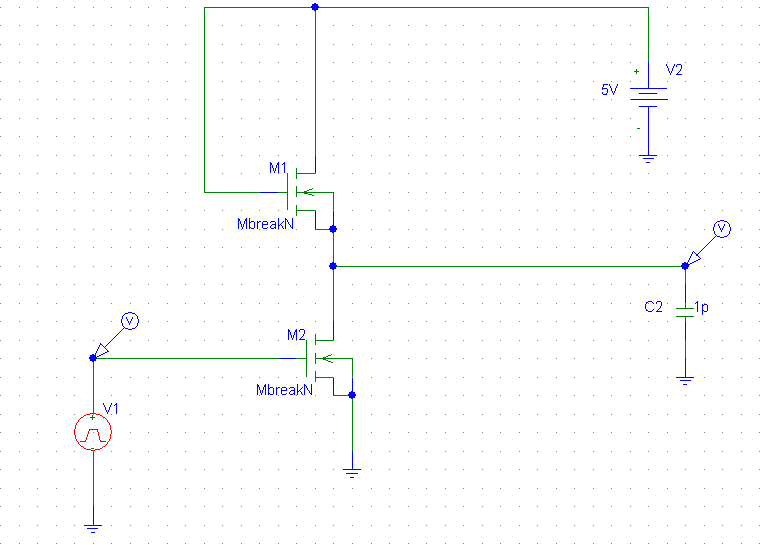 +
V2
5V
-
M1
MbreakN
V
C2
1p
V
M2
MbreakN
V1
+
-